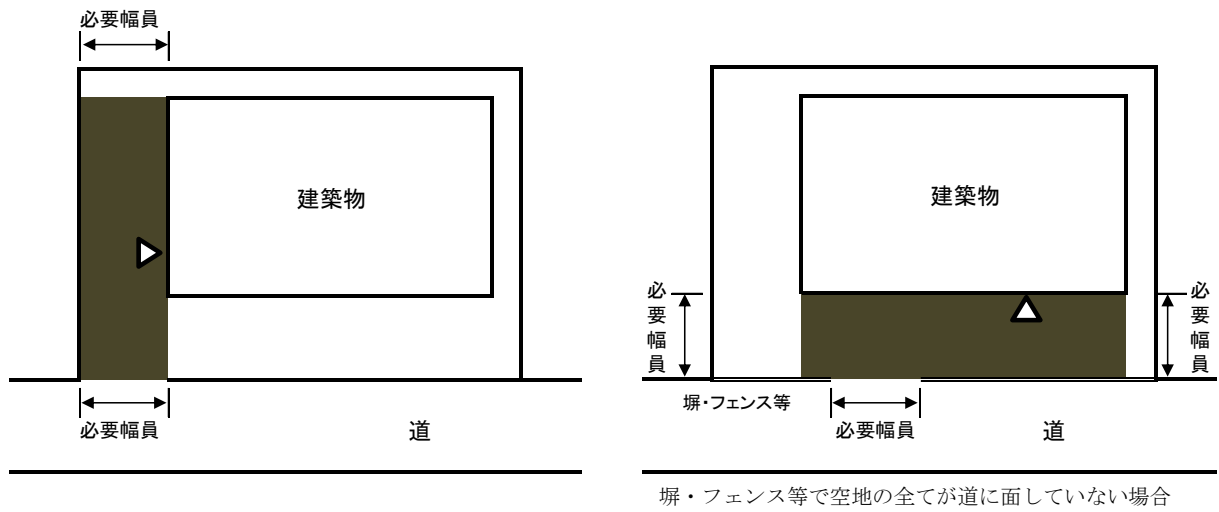 必要幅員
建築物
必要幅員
道
建築物
必要幅員
必要幅員
塀・フェンス等
必要幅員
道
塀・フェンス等で空地の全てが道に面していない場合